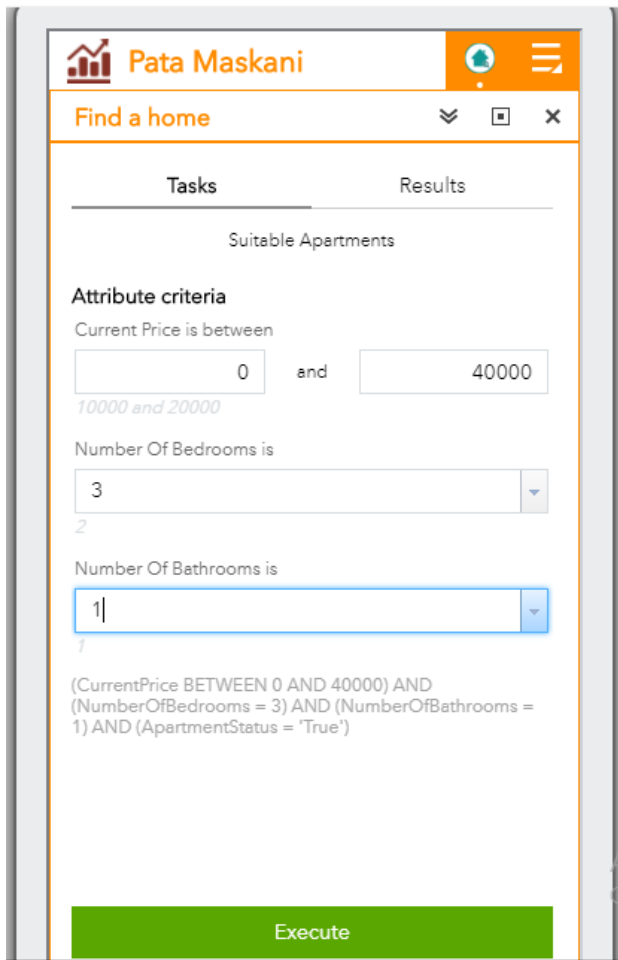 Pata Maskani
Find a home
Tasks Results
Suitable Apartments
Attribute criteria
Current Price is between
0 and 40000
10000 and 20000
Number Of Bedrooms is
3
2
Number Of Bathrooms is
1
1
(CurrentPrice BETWEEN 0 AND 40000) AND
(NumberOfBedrooms = 3) AND (NumberOfBathrooms =
1) AND (ApartmentStatus = 'True')
Execute